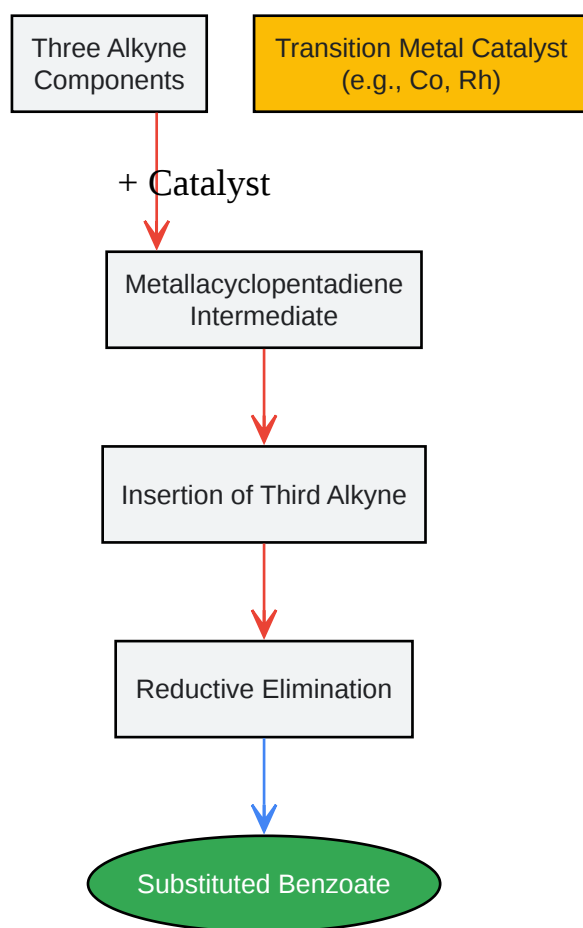 Three Alkyne
Components
Transition Metal Catalyst
(e.g., Co, Rh)
+ Catalyst
Metallacyclopentadiene
Intermediate
Insertion of Third Alkyne
Reductive Elimination
Substituted Benzoate